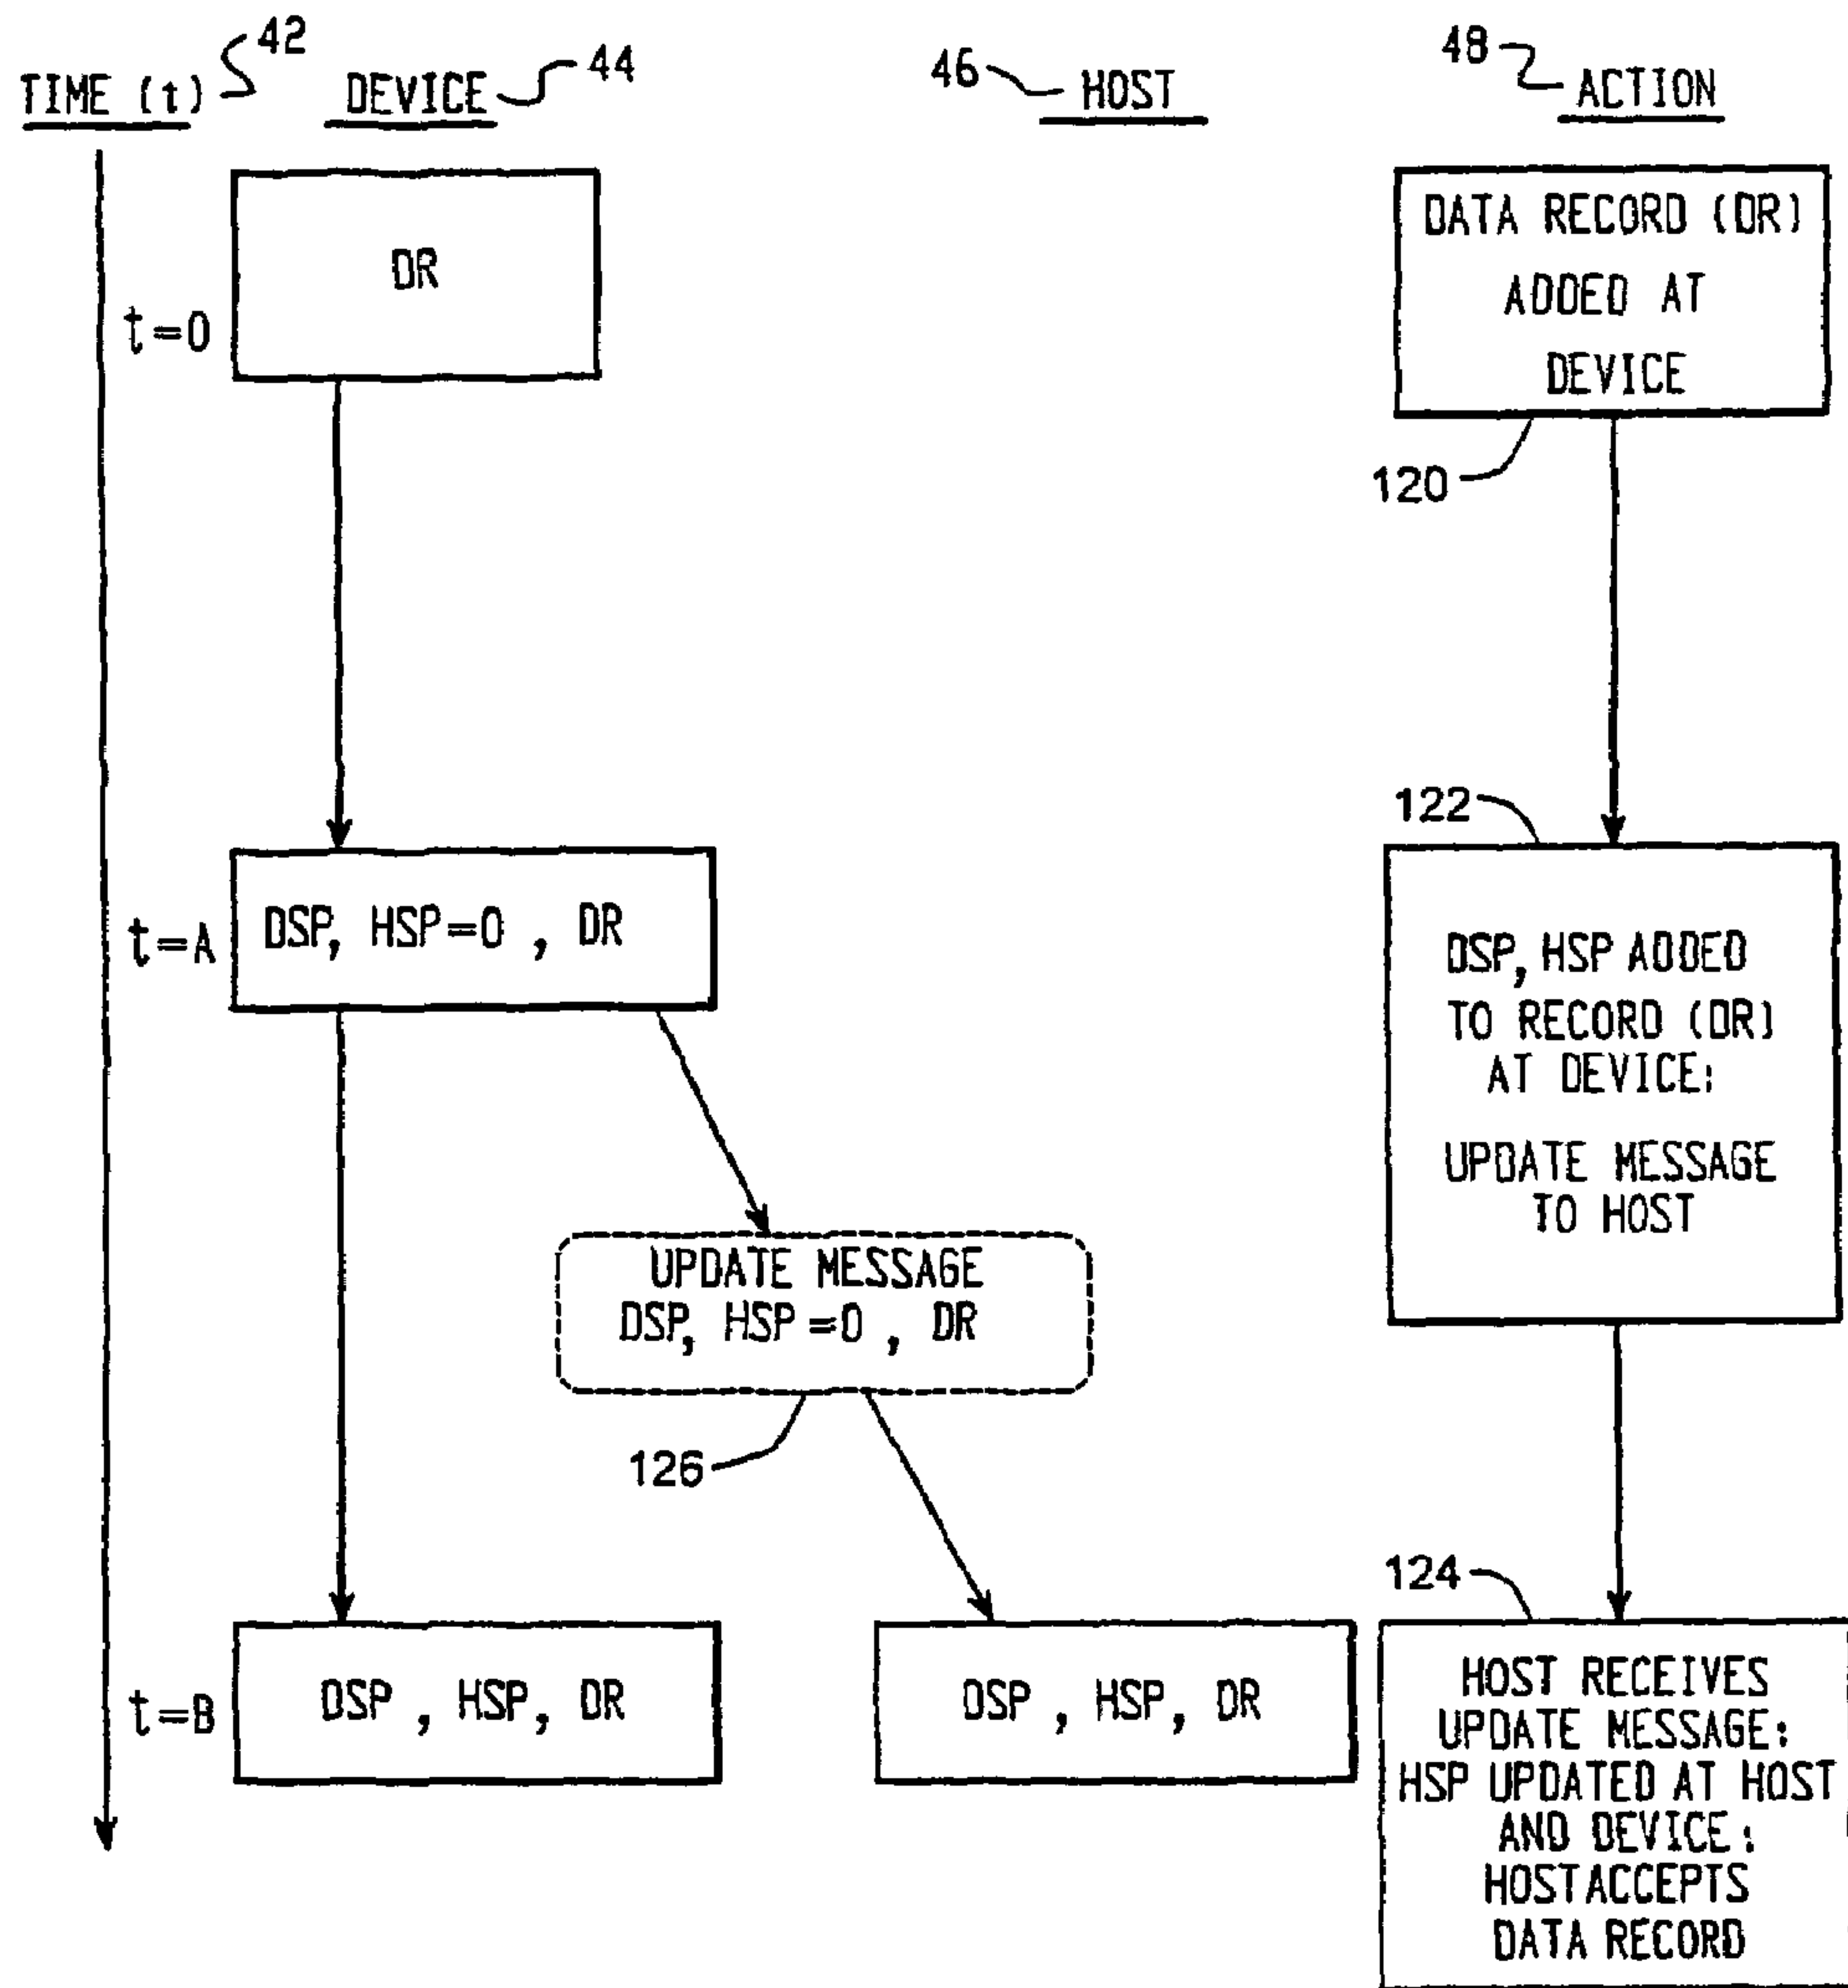 42
44
46
48
TIME (t)
DEVICE
HOST
ACTION
DR
t=0
DATA RECORD (DR)
ADDED AT
DEVICE
120
122
t=A
DSP, HSP=0 , DR
DSP, HSP ADDED
TO RECORD (DR)
AT DEVICE:
UPDATE MESSAGE
TO HOST
UPDATE MESSAGE
DSP, HSP=0 , DR
126
124
t=B
DSP , HSP, DR
DSP , HSP, DR
HOST RECEIVES
UPDATE MESSAGE:
HSP UPDATED AT HOST
AND DEVICE:
HOST ACCEPTS
DATA RECORD